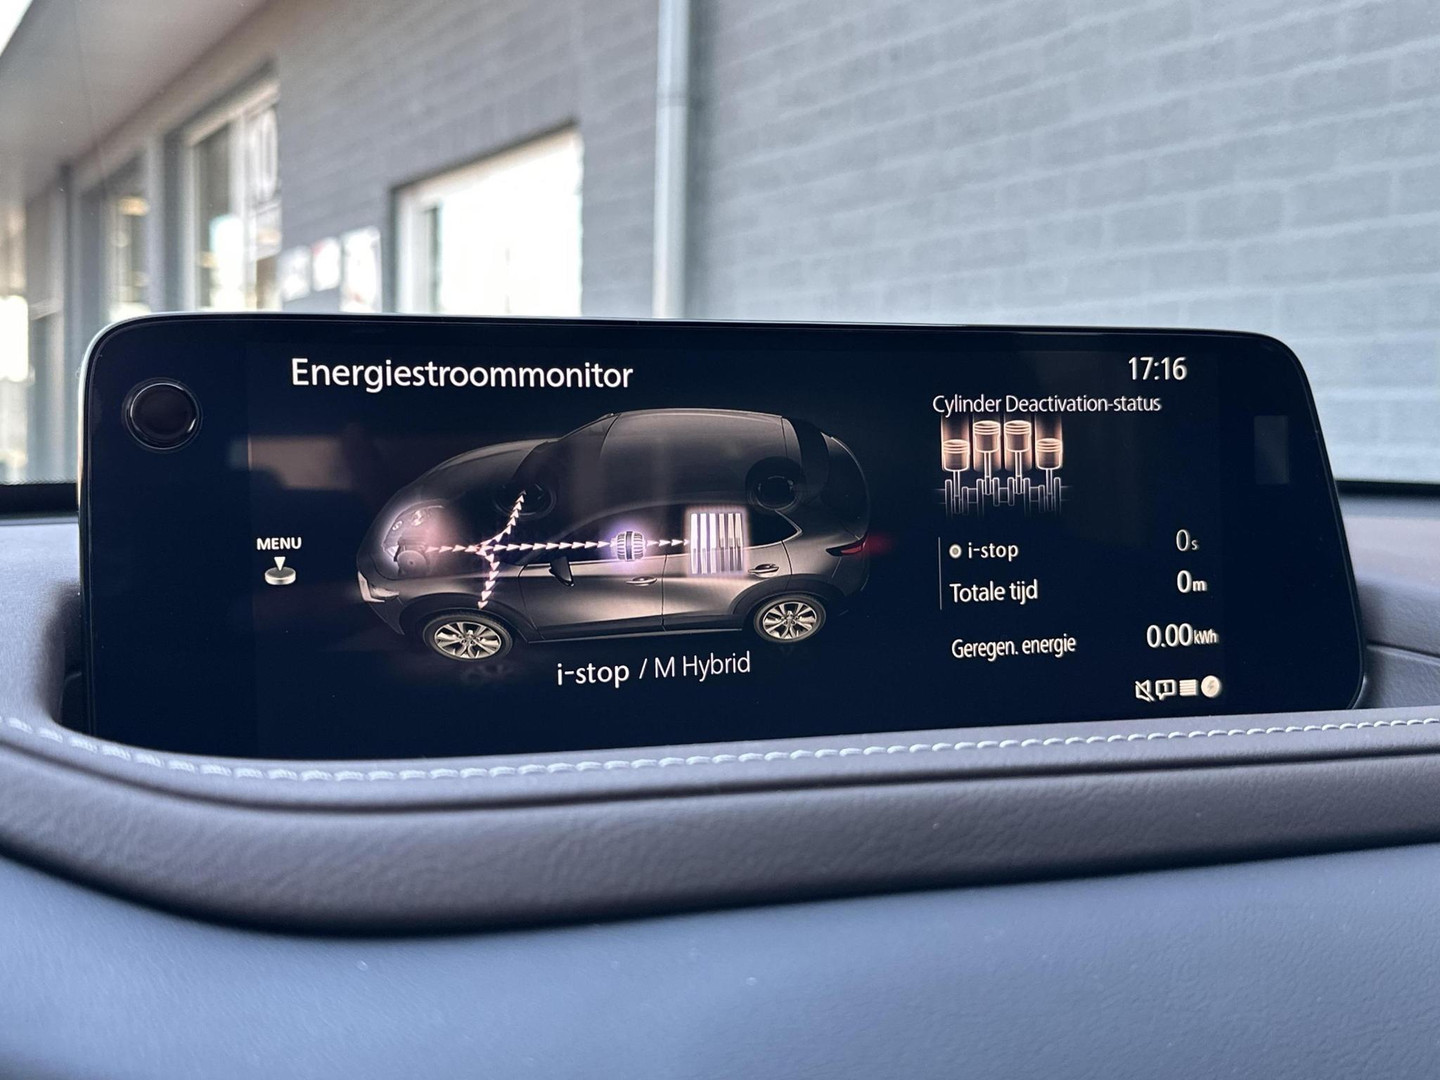 Energiestroommonitor
17:16
Cylinder Deactivation-status
MENU
i-stop 0s
Totale tijd 0m
Geregen. energie 0.00kWh
i-stop / M Hybrid